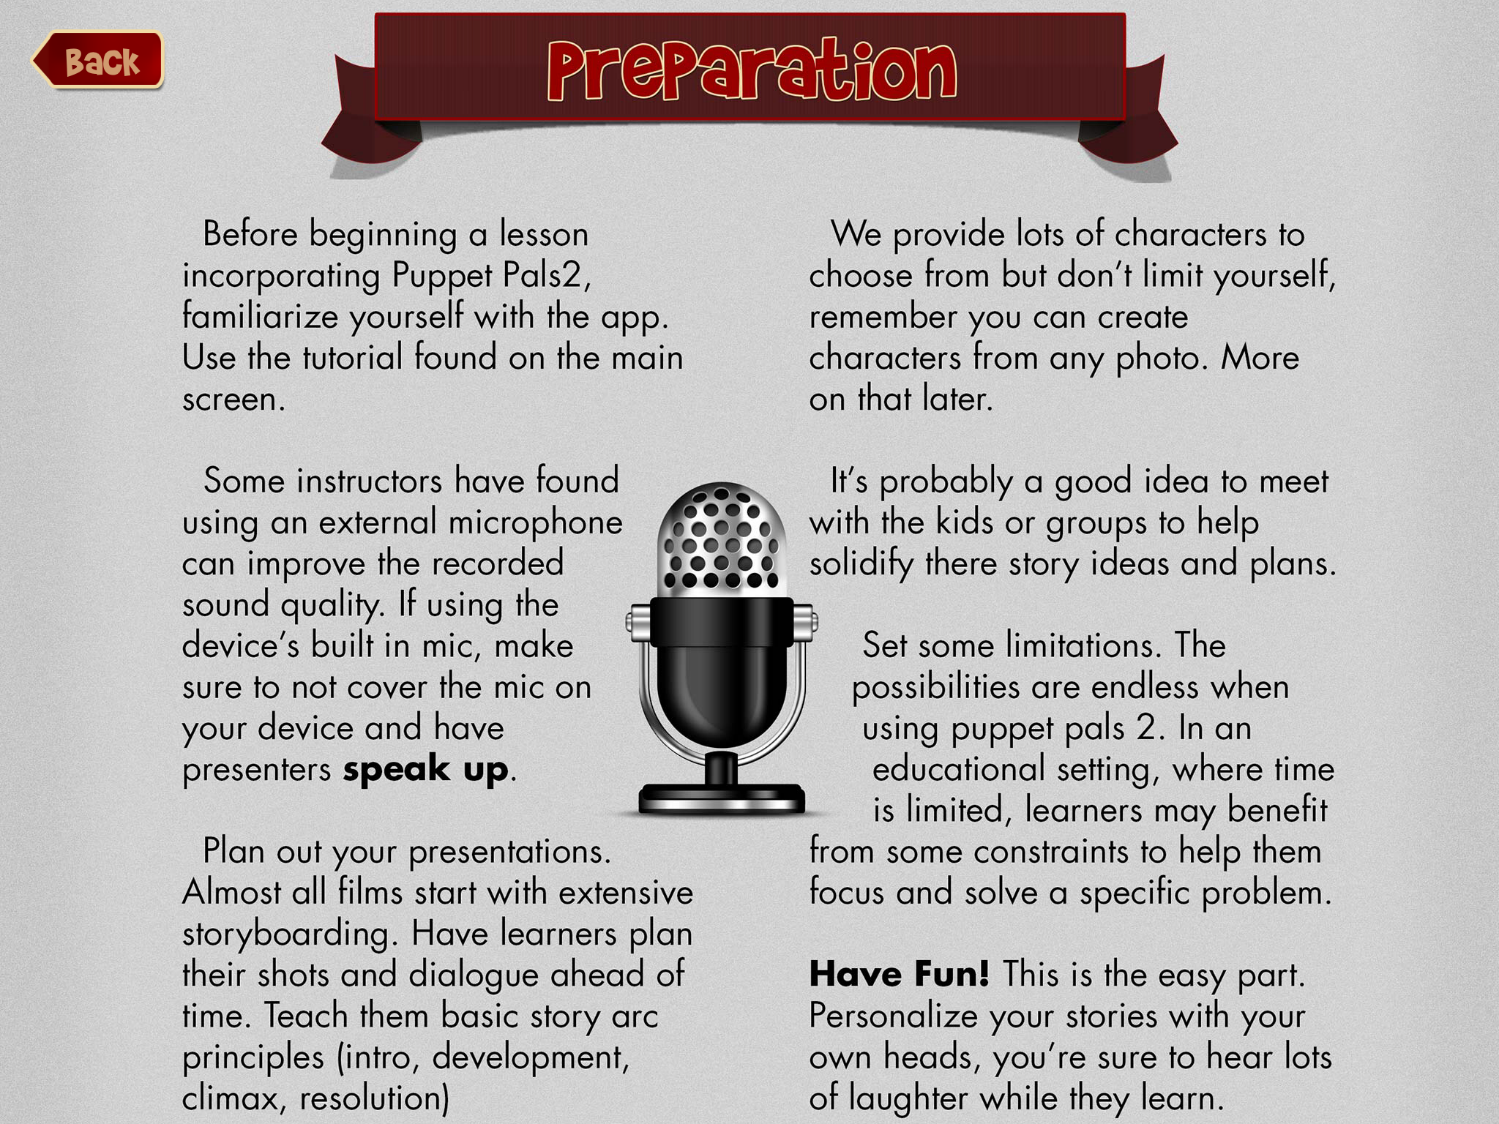 Back
Preparation
Before beginning a lesson
incorporating Puppet Pals2,
familiarize yourself with the app.
Use the tutorial found on the main
screen.
Some instructors have found
using an external microphone
can improve the recorded
sound quality. If using the
device's built in mic, make
sure to not cover the mic on
your device and have
presenters speak up.
Plan out your presentations.
Almost all films start with extensive
storyboarding. Have learners plan
their shots and dialogue ahead of
time. Teach them basic story arc
principles (intro, development,
climax, resolution)
We provide lots of characters to
choose from but don't limit yourself,
remember you can create
characters from any photo. More
on that later.
It's probably a good idea to meet
with the kids or groups to help
solidify there story ideas and plans.
Set some limitations. The
possibilities are endless when
using puppet pals 2. In an
educational setting, where time
is limited, learners may benefit
from some constraints to help them
focus and solve a specific problem.
Have Fun! This is the easy part.
Personalize your stories with your
own heads, you're sure to hear lots
of laughter while they learn.